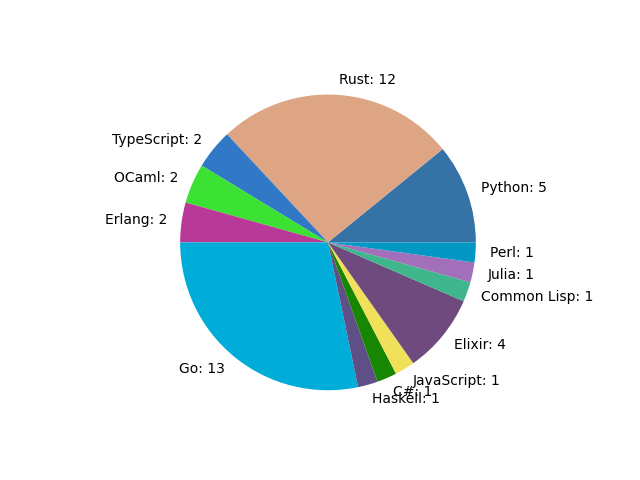 Rust: 12
TypeScript: 2
OCaml: 2
Python: 5
Erlang: 2
Perl: 1
Julia: 1
Common Lisp: 1
Elixir: 4
Go: 13
JavaScript: 1
C#: 1
Haskell: 1